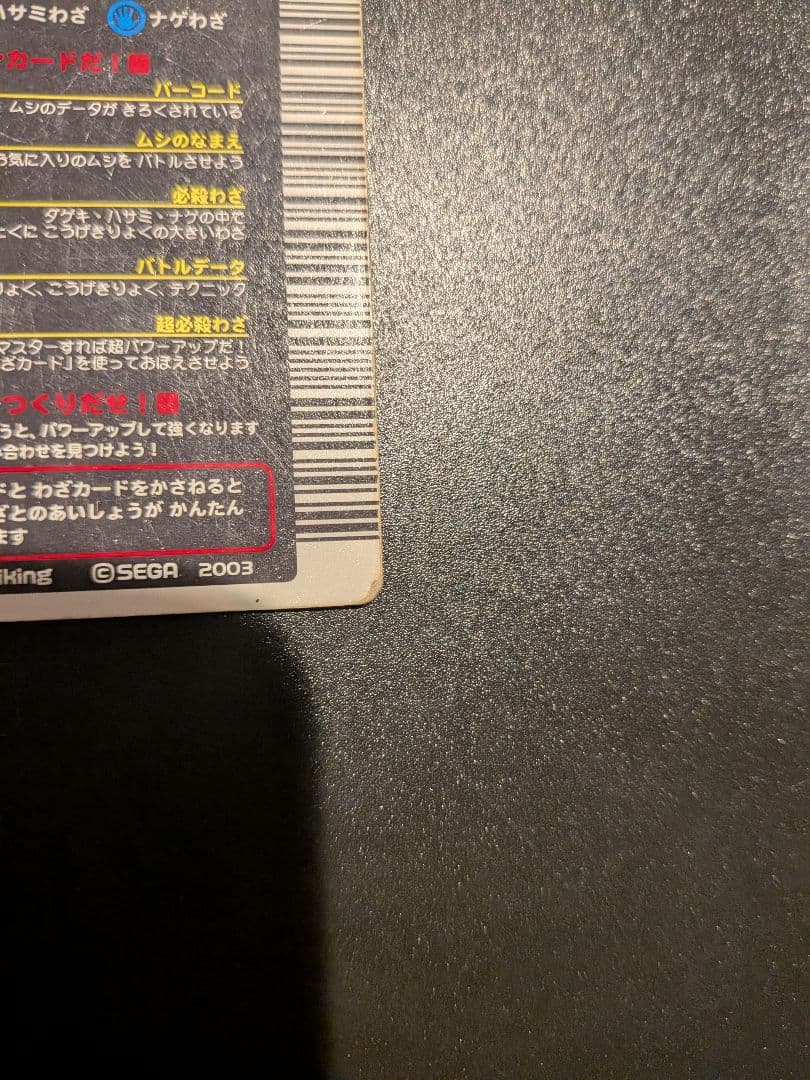 ハサミわざ ナゲわざ
カードだ!
バーコード
ムシのデータが きろくされている
ムシのなまえ
気に入りのムシを バトルさせよう
必殺わざ
ダゲキ・ハサミ・ナゲの中で
くに こうげきりょくの大きいわざ
バトルデータ
りょく、こうげきりょく テクニック
超必殺わざ
マスターすれば超パワーアップだ
ざカード』を使っておぼえさせよう
つくりだせ!
うと、パワーアップして強くなります
合わせを見つけよう!
ドと わざカードをかさねると
ざとのあいしょうが かんたん
ます
iking ©SEGA 2003